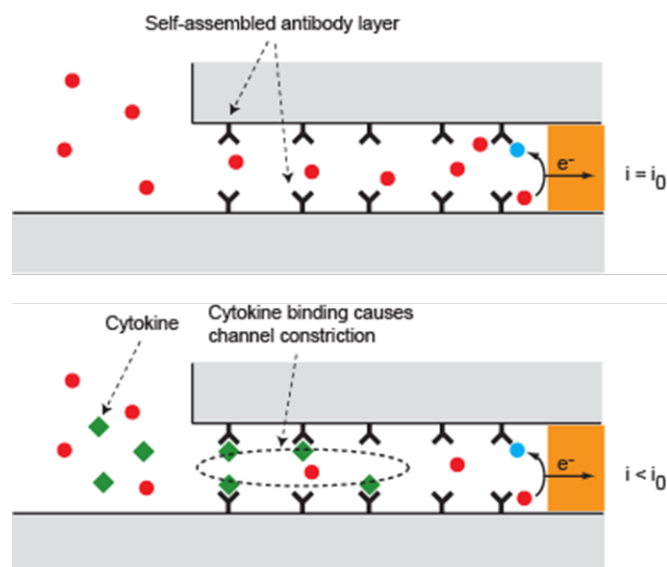 Self-assembled antibody layer
e-
i = i0
Cytokine
Cytokine binding causes
channel constriction
e-
i < i0